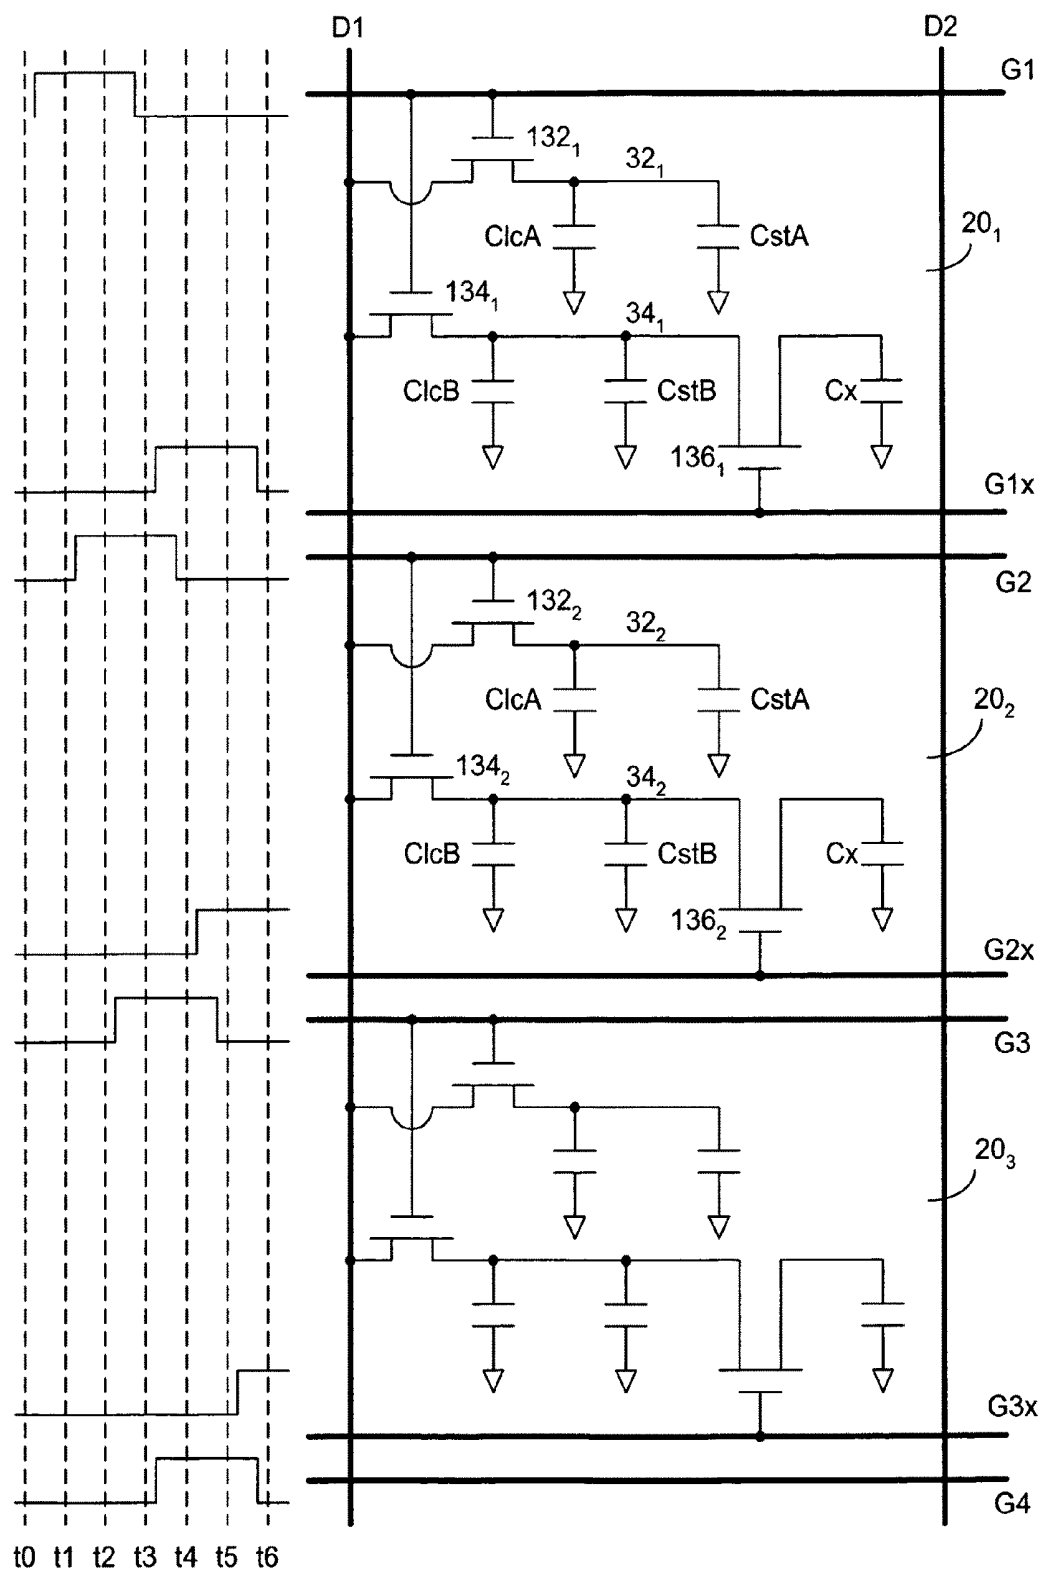 D1 D2
G1
132₁
32₁
ClcA CstA
20₁
134₁
34₁
ClcB CstB Cx
136₁
G1x
G2
132₂
32₂
ClcA CstA
20₂
134₂
34₂
ClcB CstB Cx
136₂
G2x
G3
20₃
G3x
G4
t0 t1 t2 t3 t4 t5 t6